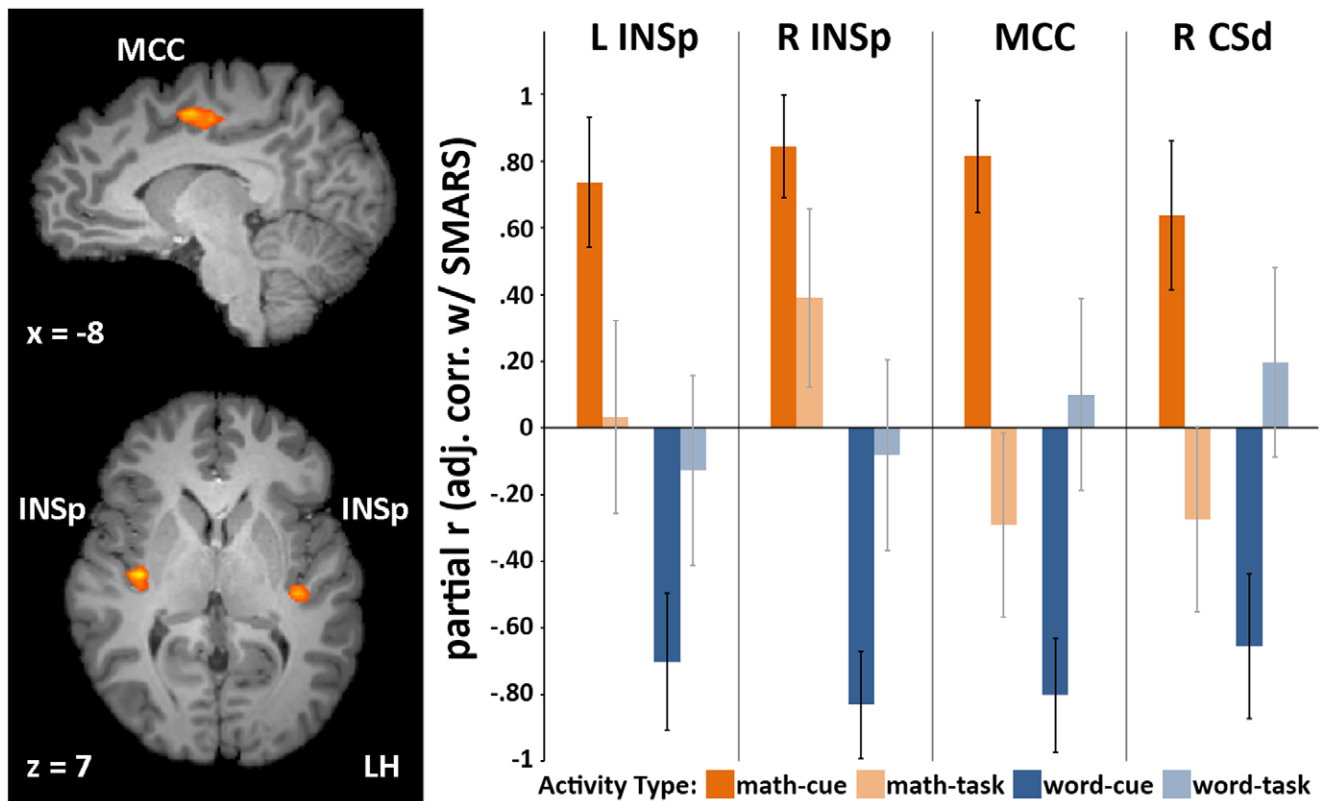 MCC
x = -8
INSp INSp
z = 7 LH
L INSp R INSp MCC R CSd
partial r (adj. corr. w/ SMARS)
1
.80
.60
.40
.20
0
-.20
-.40
-.60
-.80
-1
Activity Type: math-cue math-task word-cue word-task